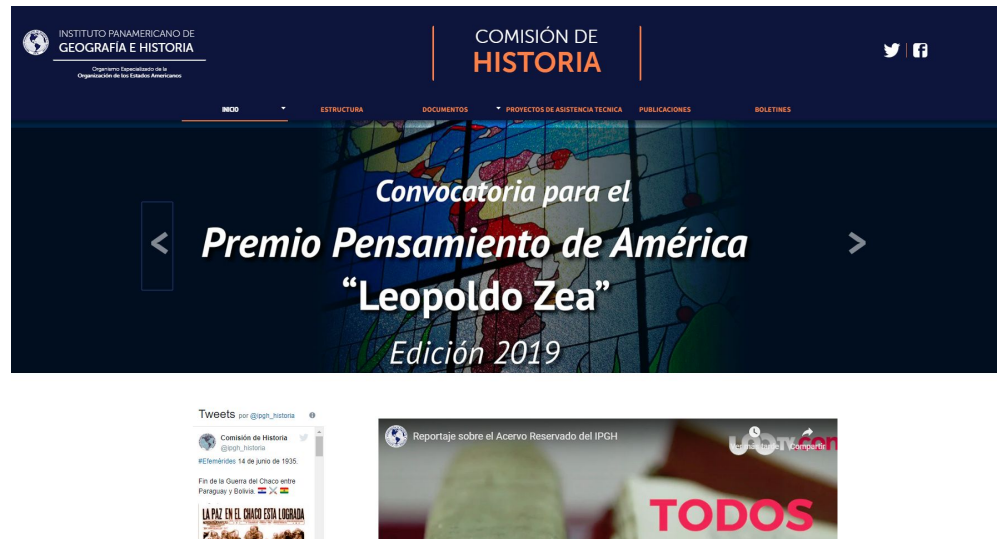 INSTITUTO PANAMERICANO DE
GEOGRAFÍA E HISTORIA
Organismo Especializado de la
Organización de los Estados Americanos
COMISIÓN DE
HISTORIA
INICIO
ESTRUCTURA
DOCUMENTOS
PROYECTOS DE ASISTENCIA TECNICA
PUBLICACIONES
BOLETINES
Convocatoria para el
Premio Pensamiento de América
“Leopoldo Zea”
Edición 2019
Tweets por @ipgh_historia
Comisión de Historia
@ipgh_historia
#Efemérides 14 de junio de 1935.
Fin de la Guerra del Chaco entre
Paraguay y Bolivia.
LA PAZ EN EL CHACO ESTA LOGRADA
Reportaje sobre el Acervo Reservado del IPGH
Compartir
TODOS